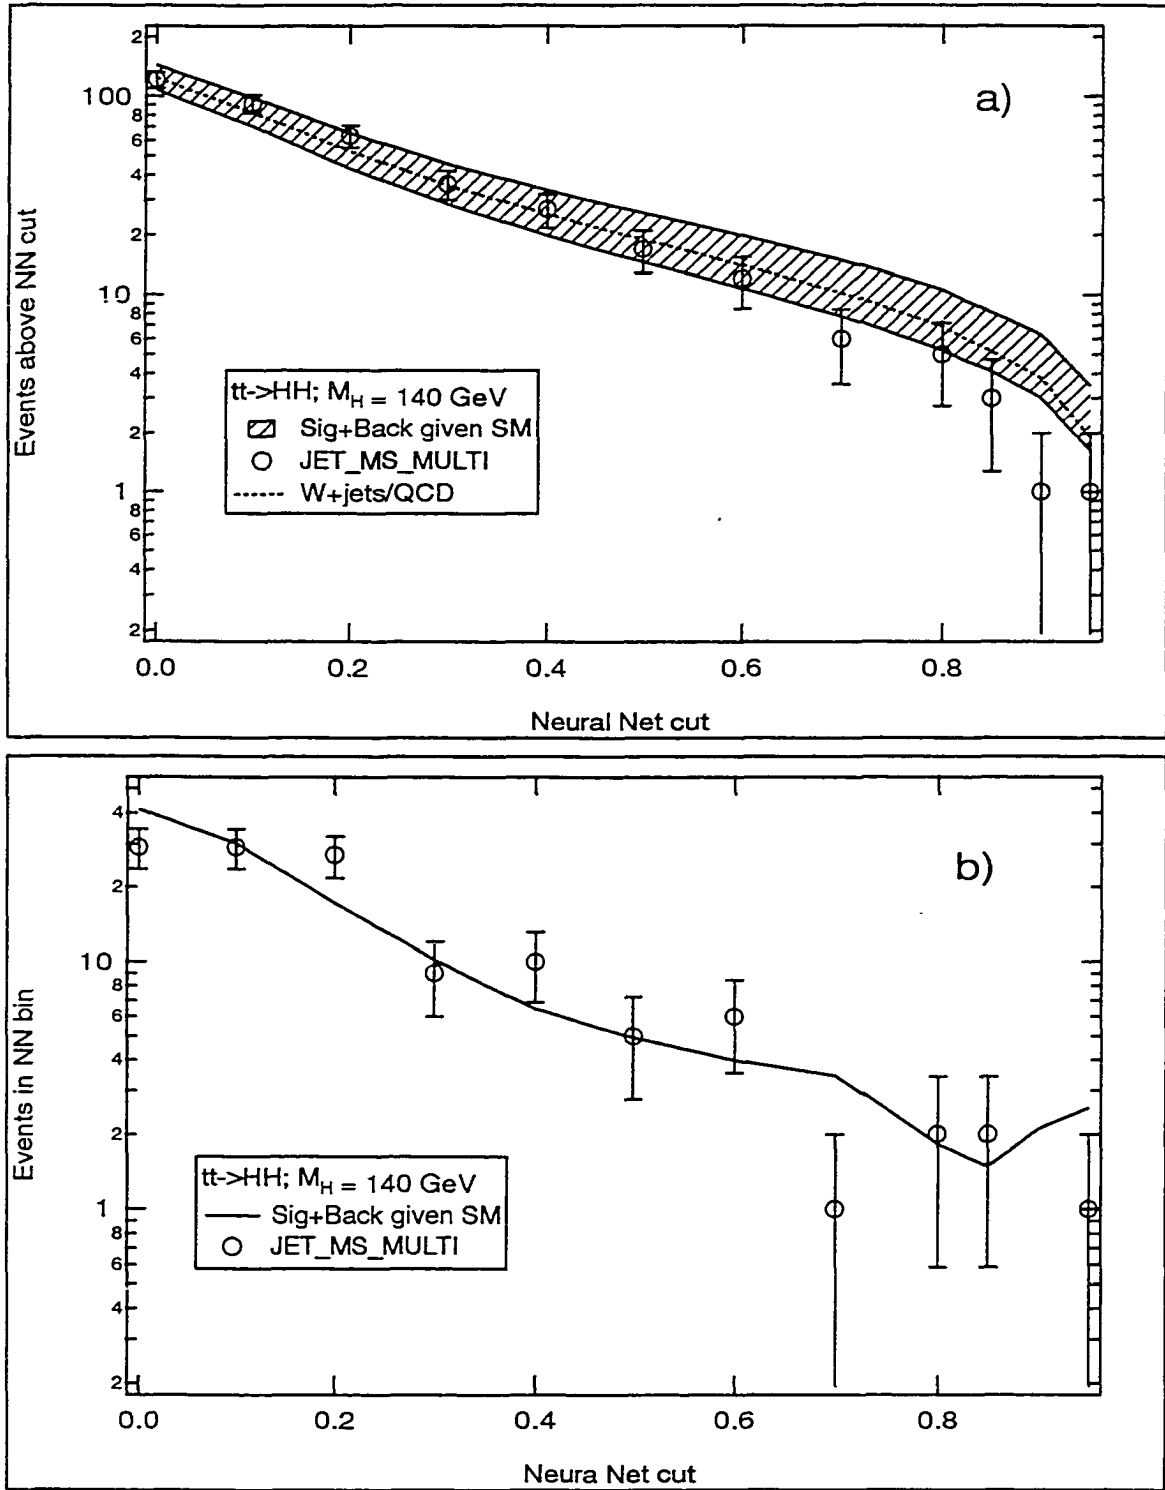 a)
2
100
8
6
4
2
10
8
6
4
2
1
8
6
4
2
Events above NN cut
tt->HH; M_H = 140 GeV
Sig+Back given SM
JET_MS_MULTI
W+jets/QCD
0.0 0.2 0.4 0.6 0.8
Neural Net cut
b)
4
2
10
8
6
4
2
1
8
6
4
2
Events in NN bin
tt->HH; M_H = 140 GeV
Sig+Back given SM
JET_MS_MULTI
0.0 0.2 0.4 0.6 0.8
Neura Net cut